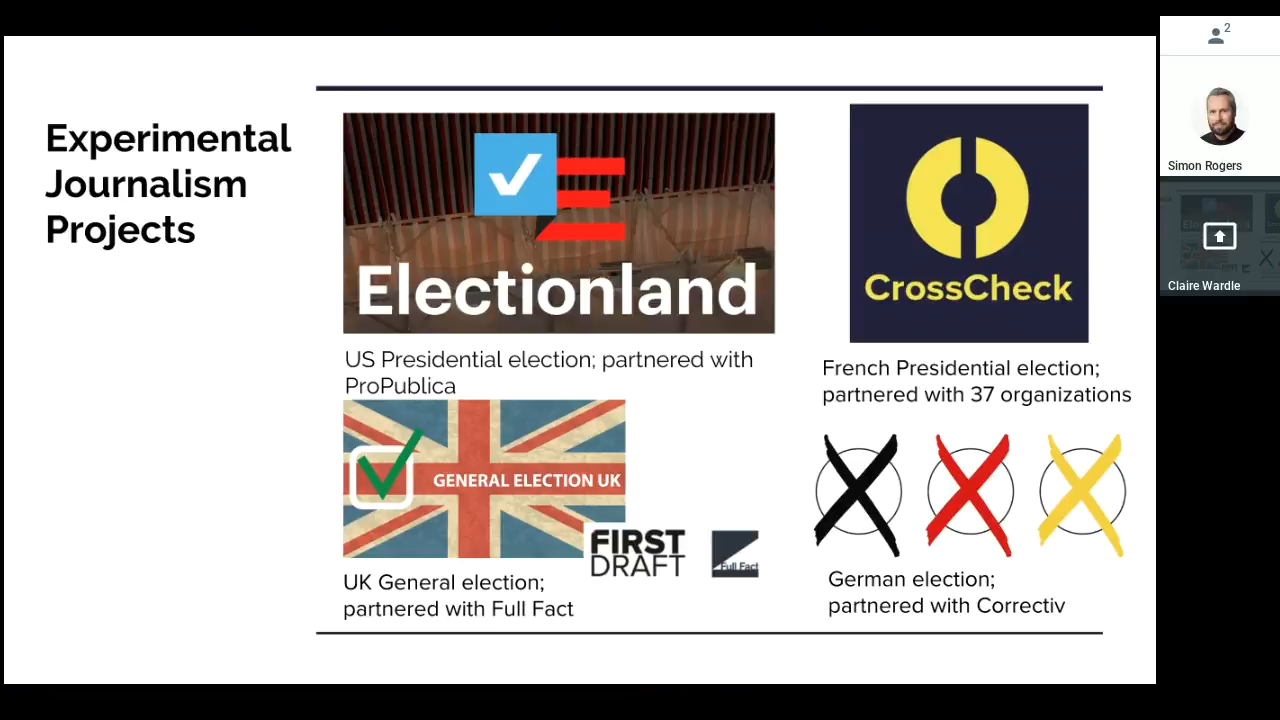 Experimental
Journalism
Projects
Electionland
US Presidential election; partnered with
ProPublica
CrossCheck
French Presidential election;
partnered with 37 organizations
GENERAL ELECTION UK
FIRST
DRAFT
Full Fact
UK General election;
partnered with Full Fact
German election;
partnered with Correctiv
2
Simon Rogers
Claire Wardle